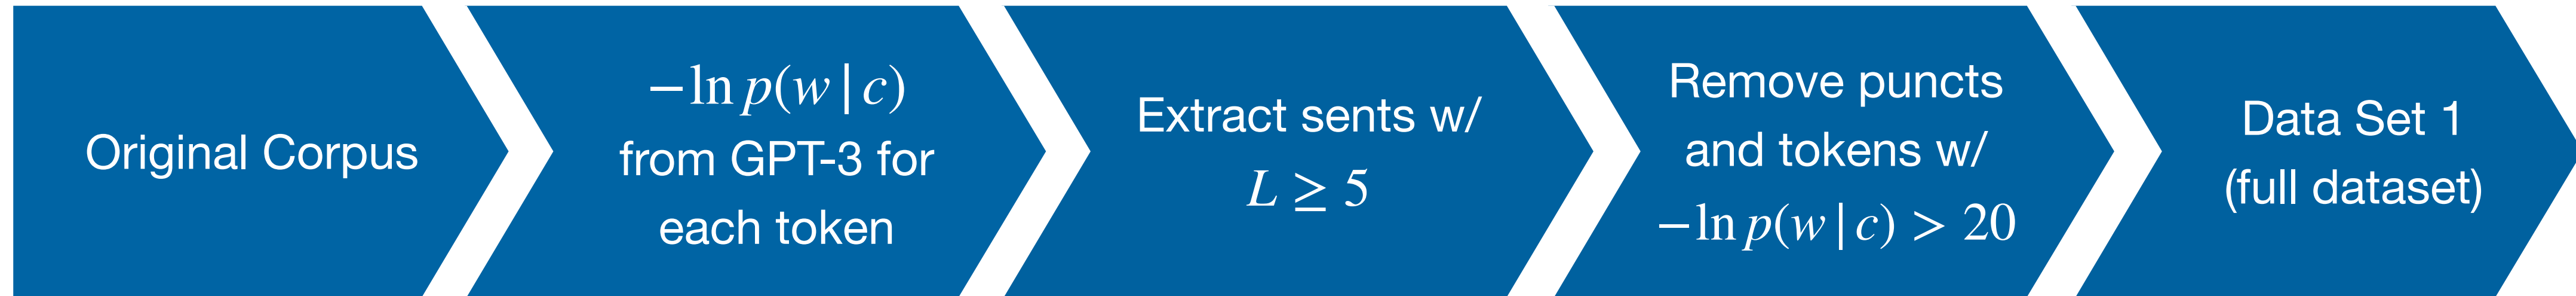 Original Corpus
−ln p(w | c)
from GPT-3 for
each token
Extract sents w/
L ≥ 5
Remove puncts
and tokens w/
−ln p(w | c) > 20
Data Set 1
(full dataset)